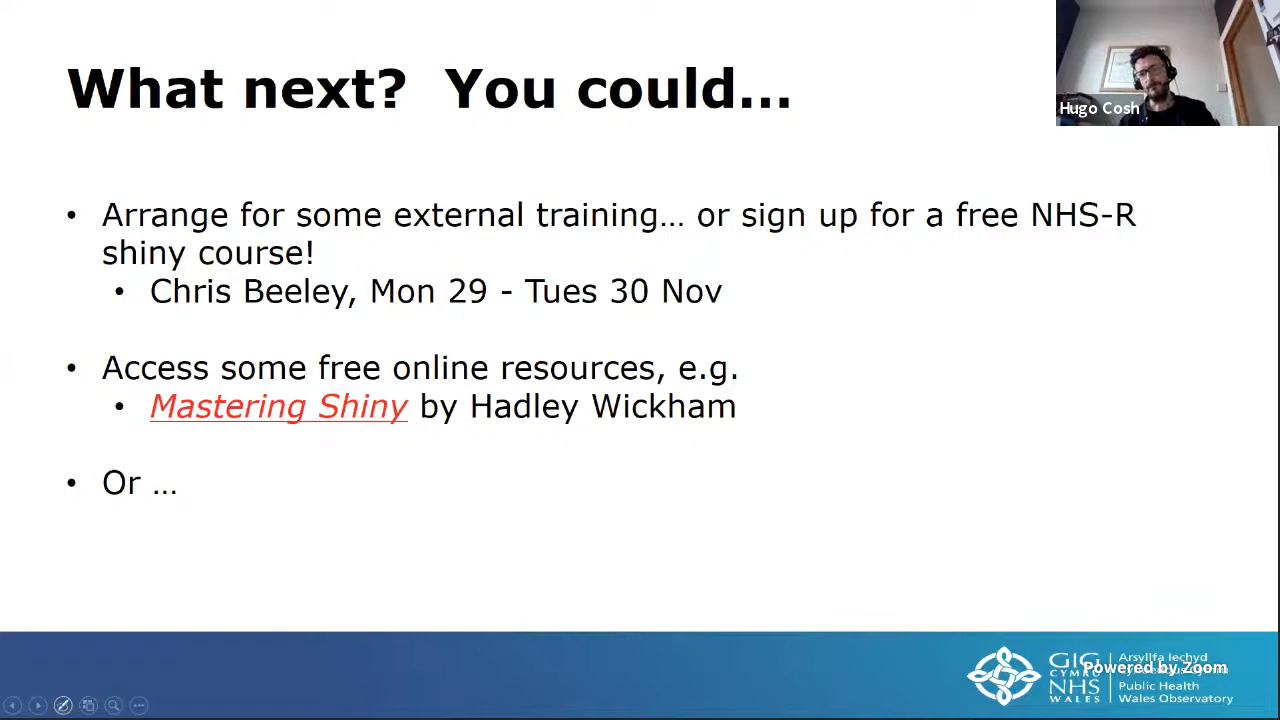 What next?  You could…
Hugo Cosh
• Arrange for some external training… or sign up for a free NHS-R
shiny course!
• Chris Beeley, Mon 29 - Tues 30 Nov
• Access some free online resources, e.g.
• Mastering Shiny by Hadley Wickham
• Or …
GIG
CYMRU
NHS
WALES
Arsyllfa Iechyd
Powered by Zoom
Public Health
Wales Observatory